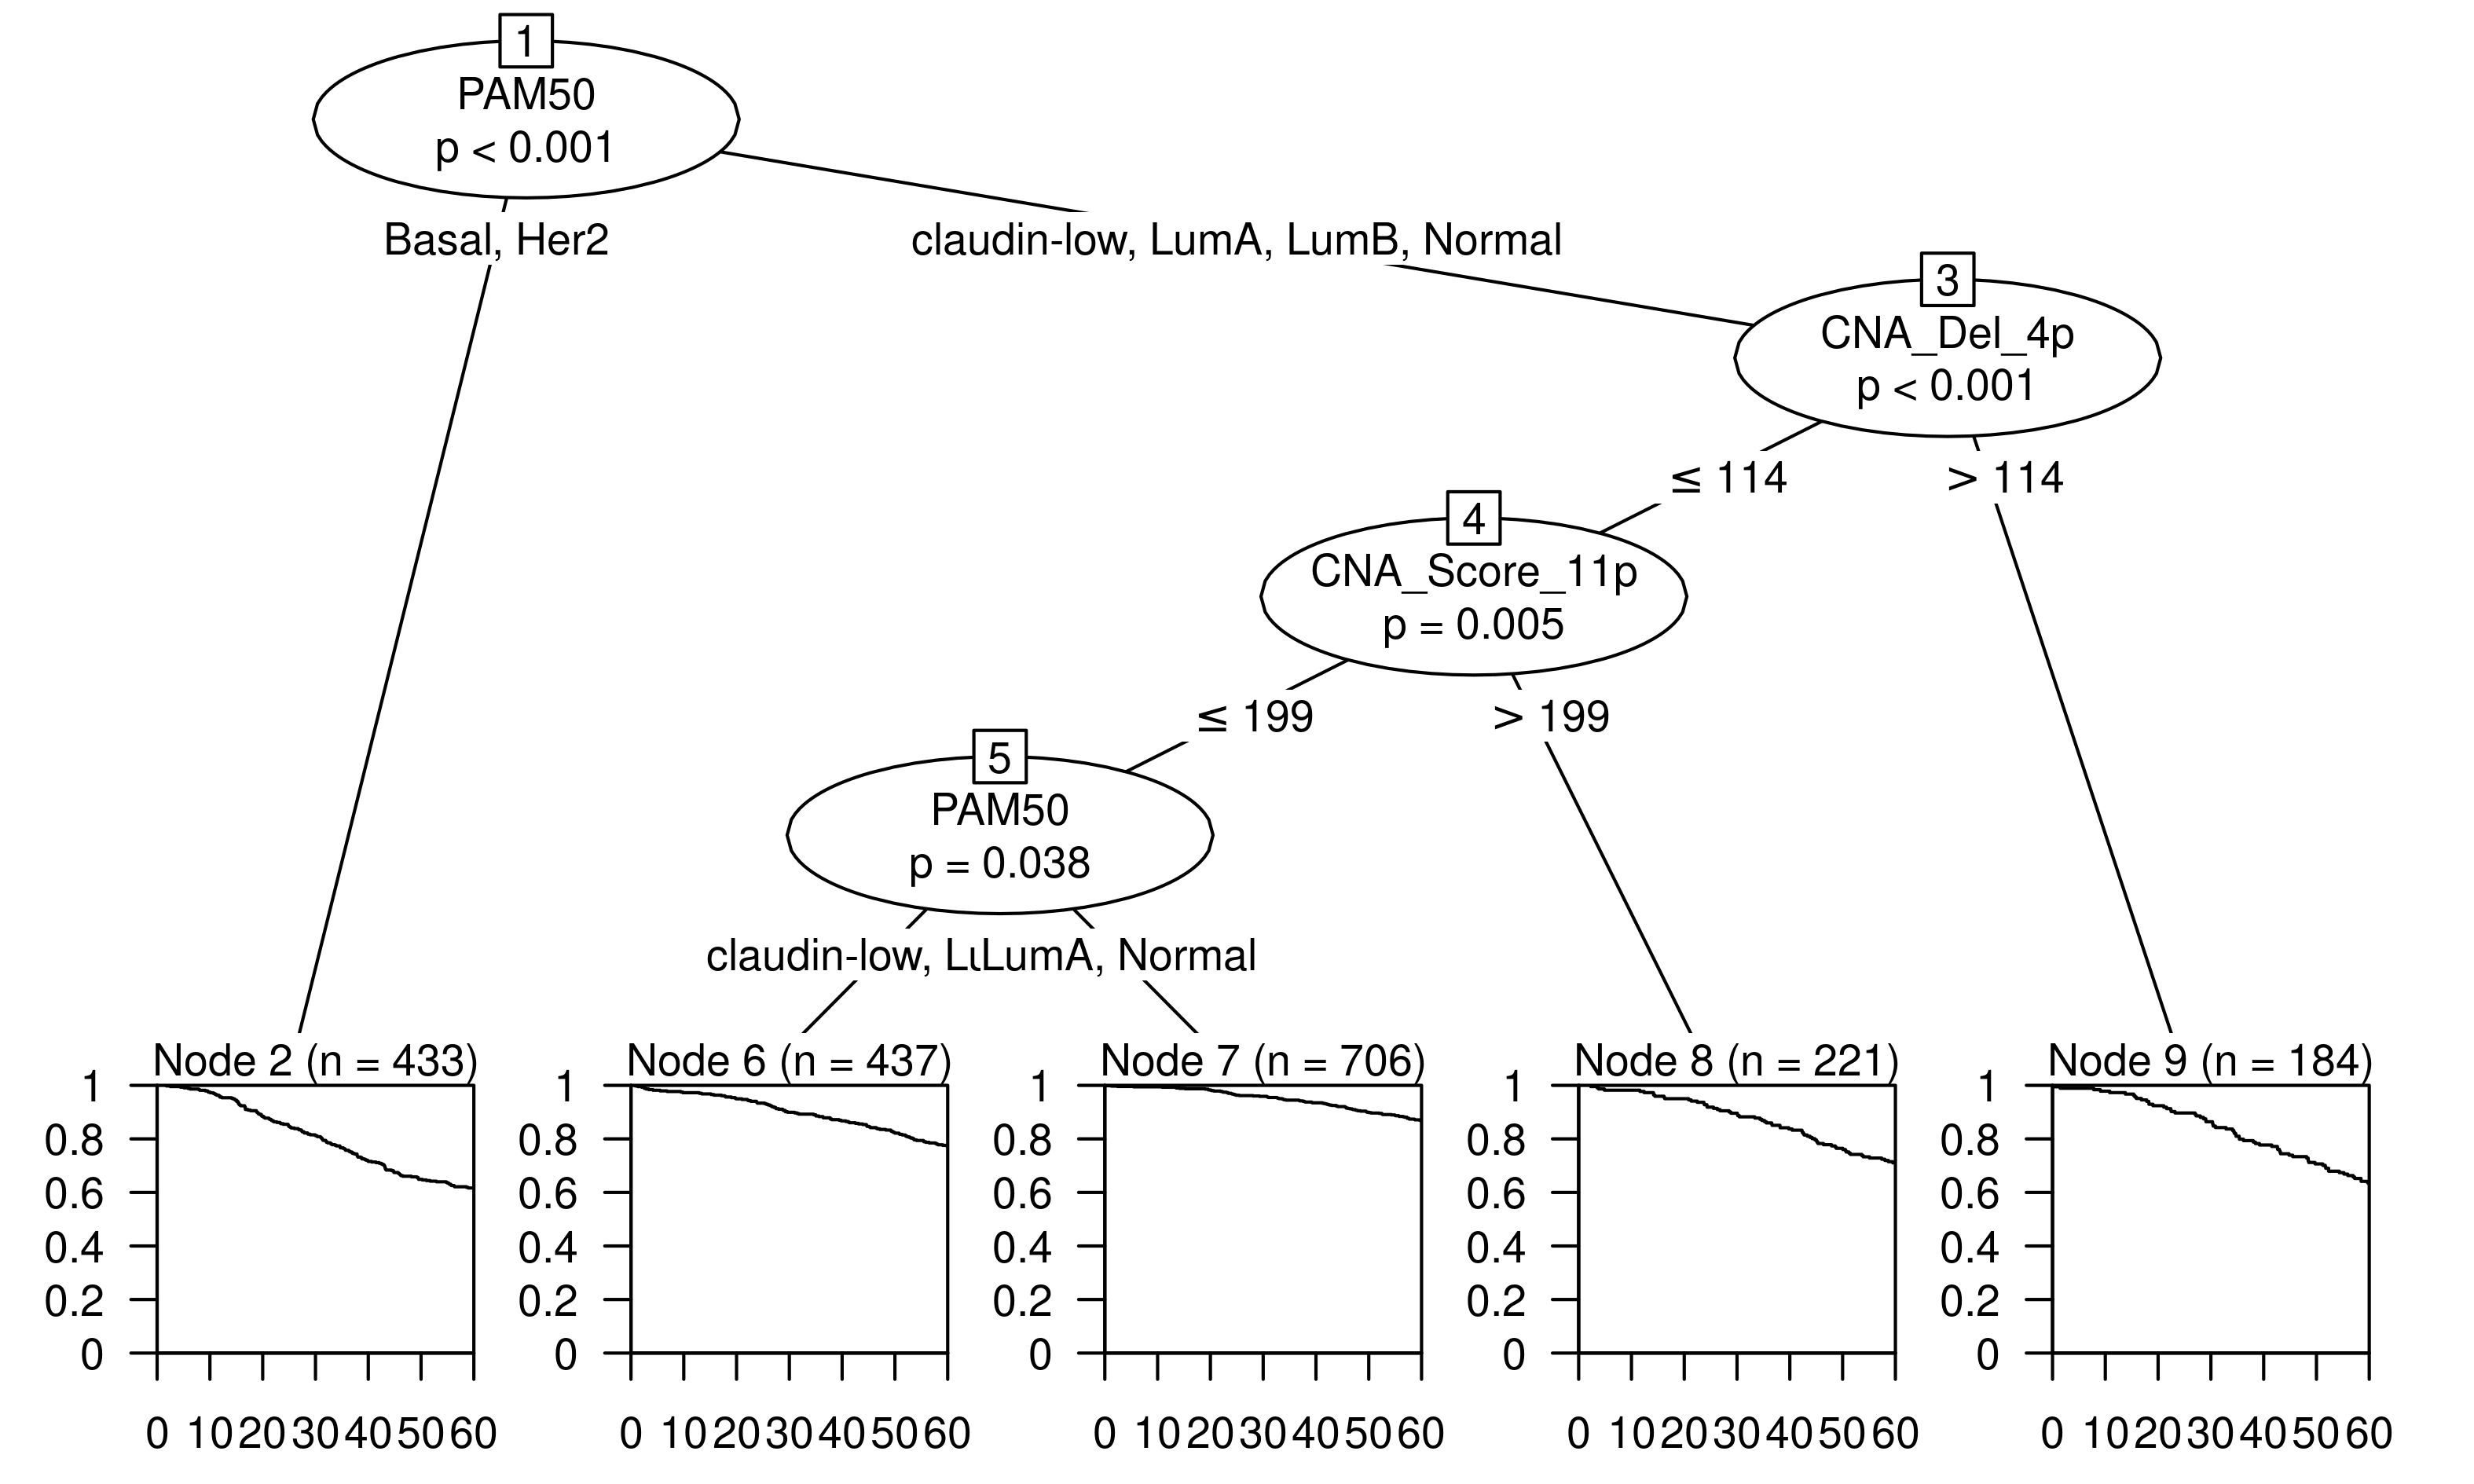 1
PAM50
p < 0.001
Basal, Her2
claudin-low, LumA, LumB, Normal
3
CNA_Del_4p
p < 0.001
≤ 114
> 114
4
CNA_Score_11p
p = 0.005
≤ 199
> 199
5
PAM50
p = 0.038
claudin-low, LuLumA, Normal
Node 2 (n = 433)
1
0.8
0.6
0.4
0.2
0
0 10 20 30 40 50 60
Node 6 (n = 437)
1
0.8
0.6
0.4
0.2
0
0 10 20 30 40 50 60
Node 7 (n = 706)
1
0.8
0.6
0.4
0.2
0
0 10 20 30 40 50 60
Node 8 (n = 221)
1
0.8
0.6
0.4
0.2
0
0 10 20 30 40 50 60
Node 9 (n = 184)
1
0.8
0.6
0.4
0.2
0
0 10 20 30 40 50 60